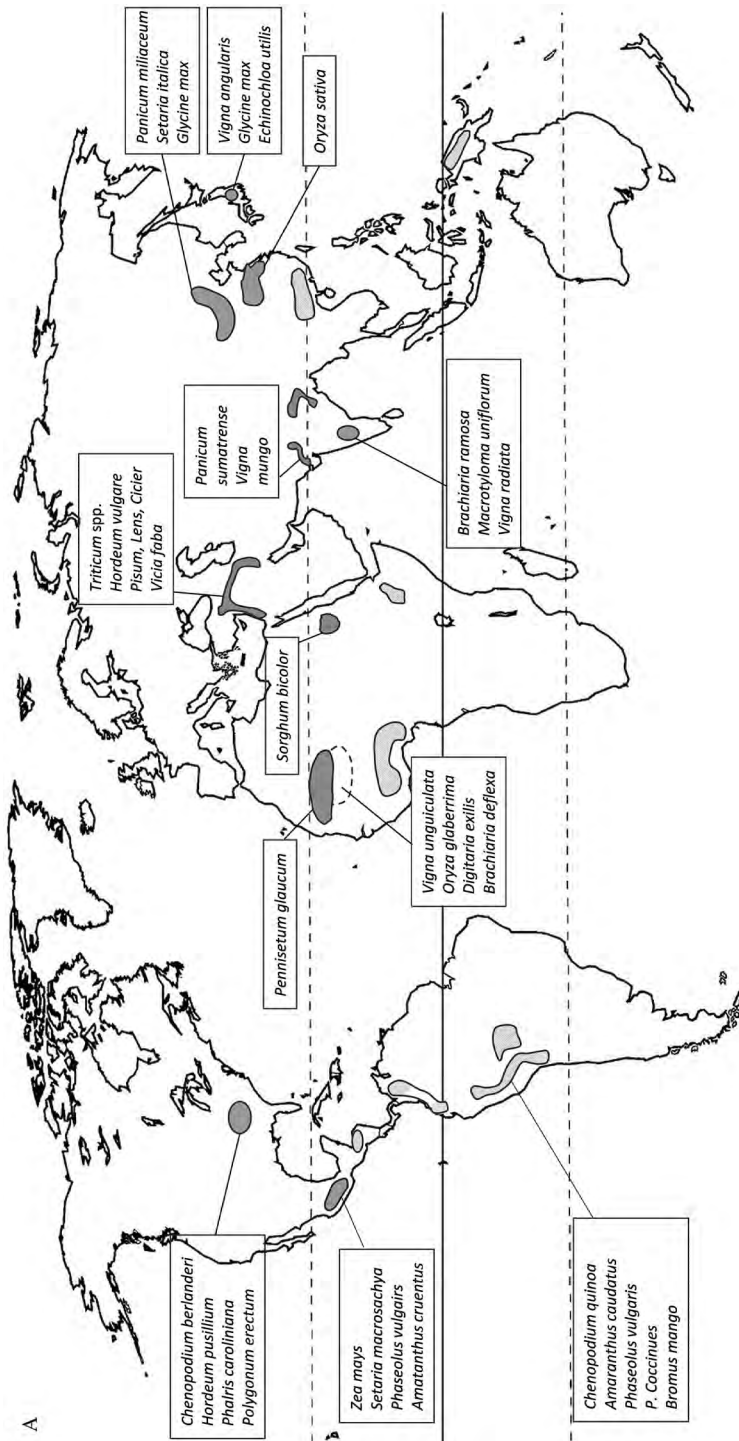 A
Chenopodium berlanderi
Hordeum pusillium
Phalris caroliniana
Polygonum erectum
Zea mays
Setaria macrosachya
Phaseolus vulgairs
Amatanthus cruentus
Chenopodium quinoa
Amaranthus caudatus
Phaseolus vulgaris
P. Coccinues
Bromus mango
Pennisetum glaucum
Vigna unguiculata
Oryza glaberrima
Digitaria exilis
Brachiaria deflexa
Sorghum bicolor
Triticum spp.
Hordeum vulgare
Pisum, Lens, Cicler
Vicia faba
Panicum
sumatrense
Vigna
mungo
Brachiaria ramosa
Macrotyloma uniflorum
Vigna radiata
Panicum miliaceum
Setaria italica
Glycine max
Vigna angularis
Glycine max
Echinochloa utilis
Oryza sativa